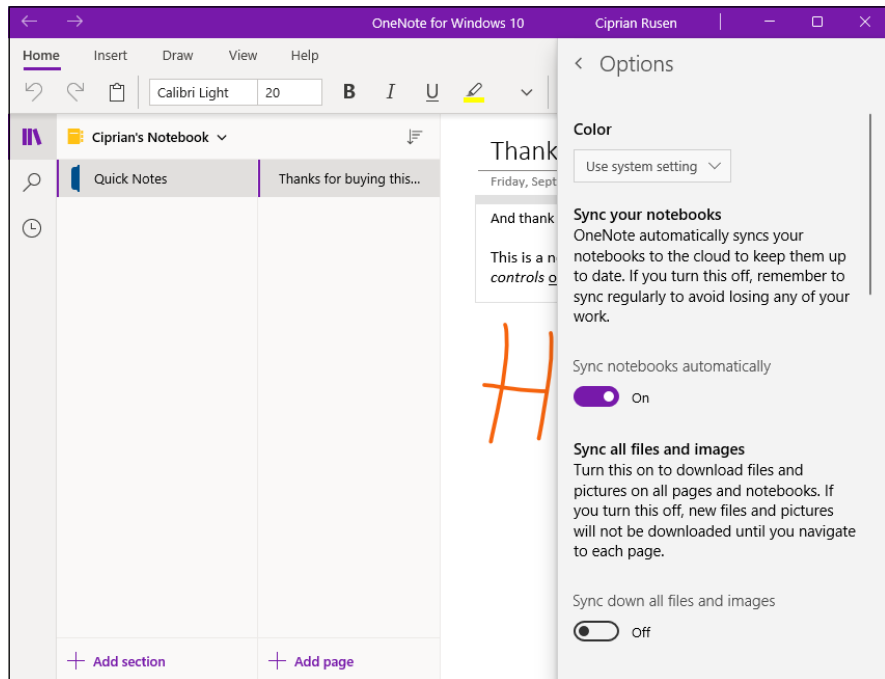 OneNote for Windows 10
Ciprian Rusen
Home
Insert
Draw
View
Help
Calibri Light
20
B
I
U
Ciprian's Notebook
Quick Notes
Thanks for buying this...
Add section
Add page
Thank
Friday, Sept
And thank
This is a n
controls o
H
Options
Color
Use system setting
Sync your notebooks
OneNote automatically syncs your
notebooks to the cloud to keep them up
to date. If you turn this off, remember to
sync regularly to avoid losing any of your
work.
Sync notebooks automatically
On
Sync all files and images
Turn this on to download files and
pictures on all pages and notebooks. If
you turn this off, new files and pictures
will not be downloaded until you navigate
to each page.
Sync down all files and images
Off